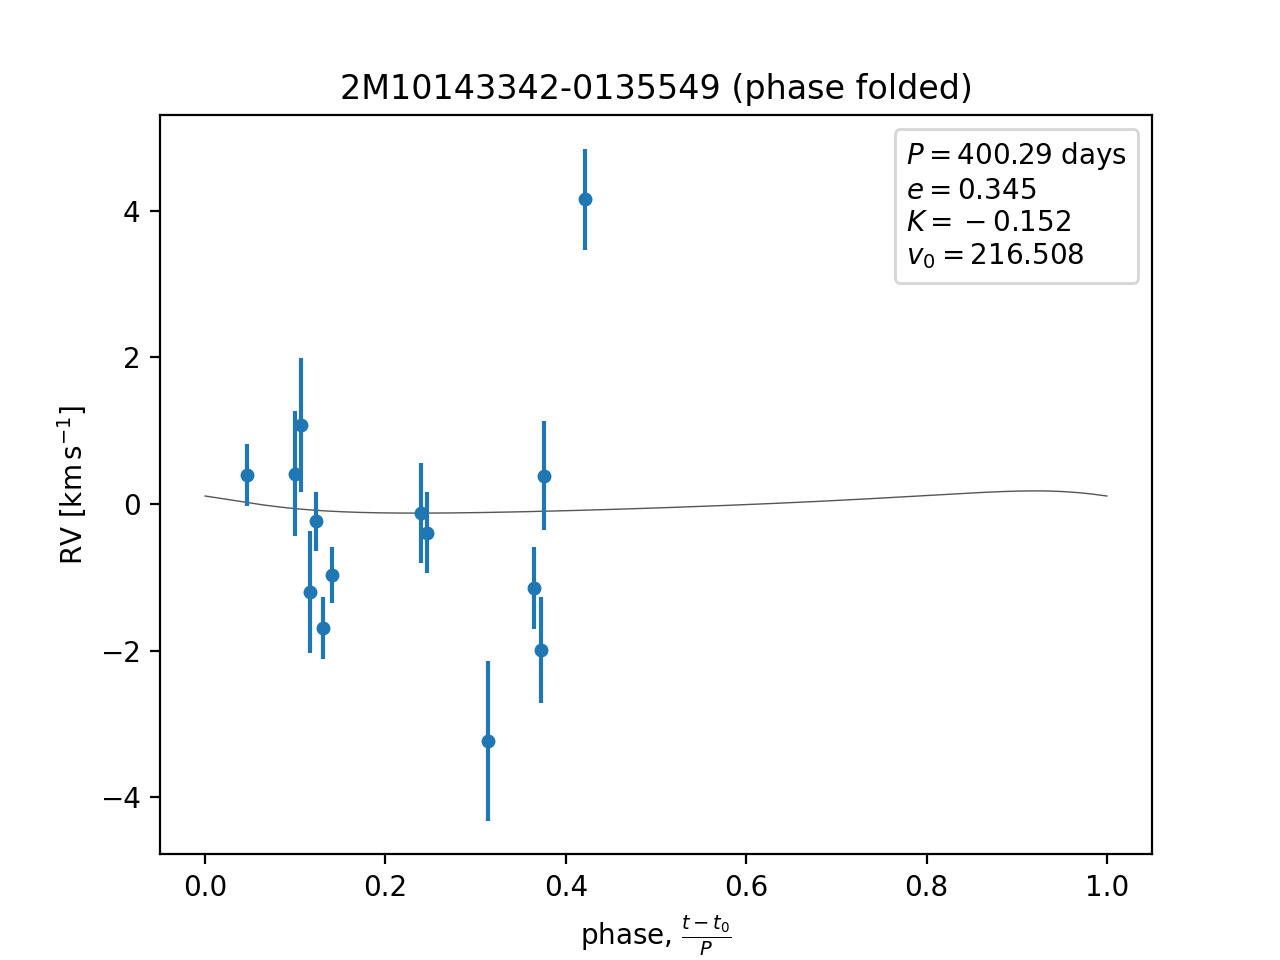 2M10143342-0135549 (phase folded)
P = 400.29 days
e = 0.345
K = −0.152
v₀ = 216.508
4
2
0
−2
−4
RV [km s⁻¹]
0.0 0.2 0.4 0.6 0.8 1.0
phase, (t − t₀)/P